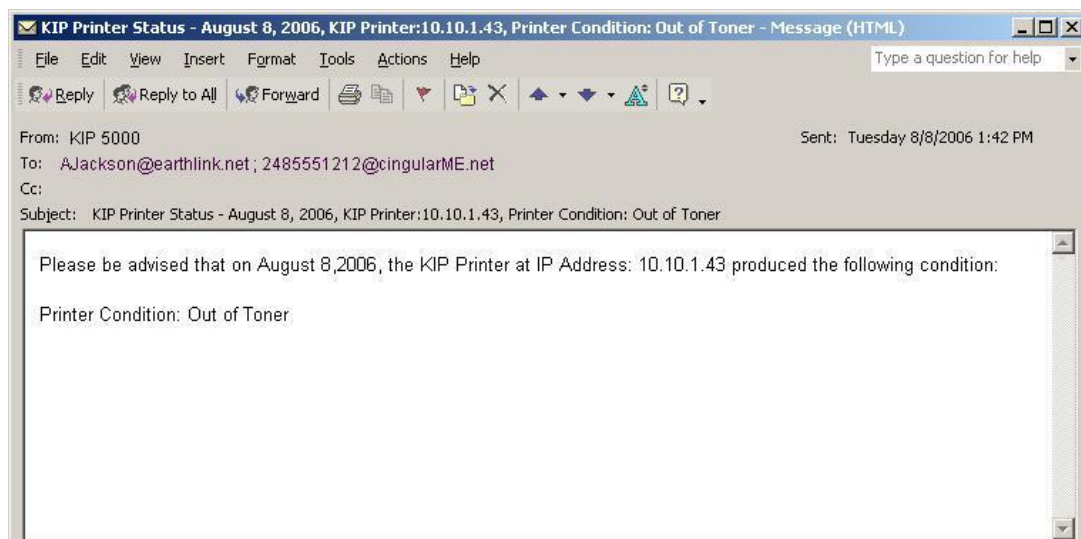 KIP Printer Status - August 8, 2006, KIP Printer:10.10.1.43, Printer Condition: Out of Toner - Message (HTML)
File Edit View Insert Format Tools Actions Help Type a question for help
Reply Reply to All Forward
From: KIP 5000 Sent: Tuesday 8/8/2006 1:42 PM
To: AJackson@earthlink.net; 2485551212@cingularME.net
Cc:
Subject: KIP Printer Status - August 8, 2006, KIP Printer:10.10.1.43, Printer Condition: Out of Toner
Please be advised that on August 8,2006, the KIP Printer at IP Address: 10.10.1.43 produced the following condition:
Printer Condition: Out of Toner